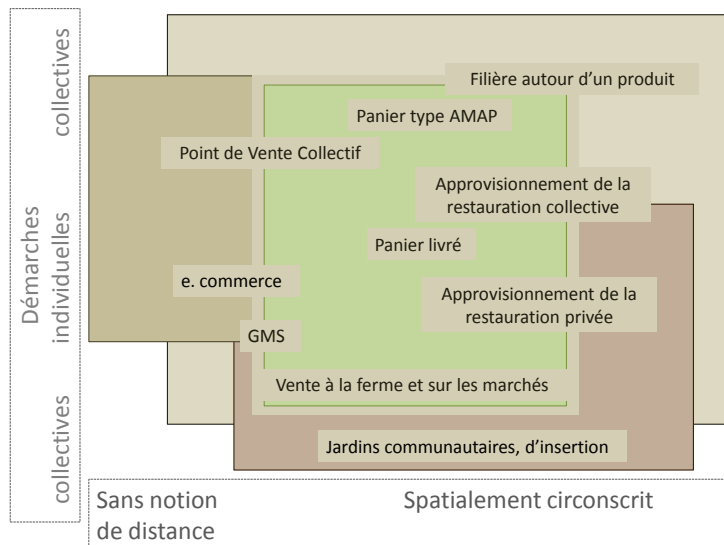 collectives
Démarches
individuelles
collectives
Filière autour d'un produit
Panier type AMAP
Point de Vente Collectif
Approvisionnement de la
restauration collective
Panier livré
e. commerce
Approvisionnement de la
restauration privée
GMS
Vente à la ferme et sur les marchés
Jardins communautaires, d'insertion
Sans notion
de distance
Spatialement circonscrit